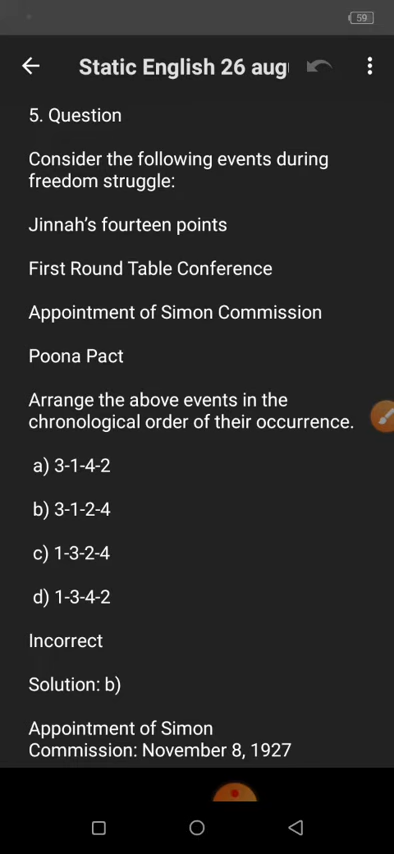 59
Static English 26 aug
5. Question
Consider the following events during
freedom struggle:
Jinnah's fourteen points
First Round Table Conference
Appointment of Simon Commission
Poona Pact
Arrange the above events in the
chronological order of their occurrence.
a) 3-1-4-2
b) 3-1-2-4
c) 1-3-2-4
d) 1-3-4-2
Incorrect
Solution: b)
Appointment of Simon
Commission: November 8, 1927